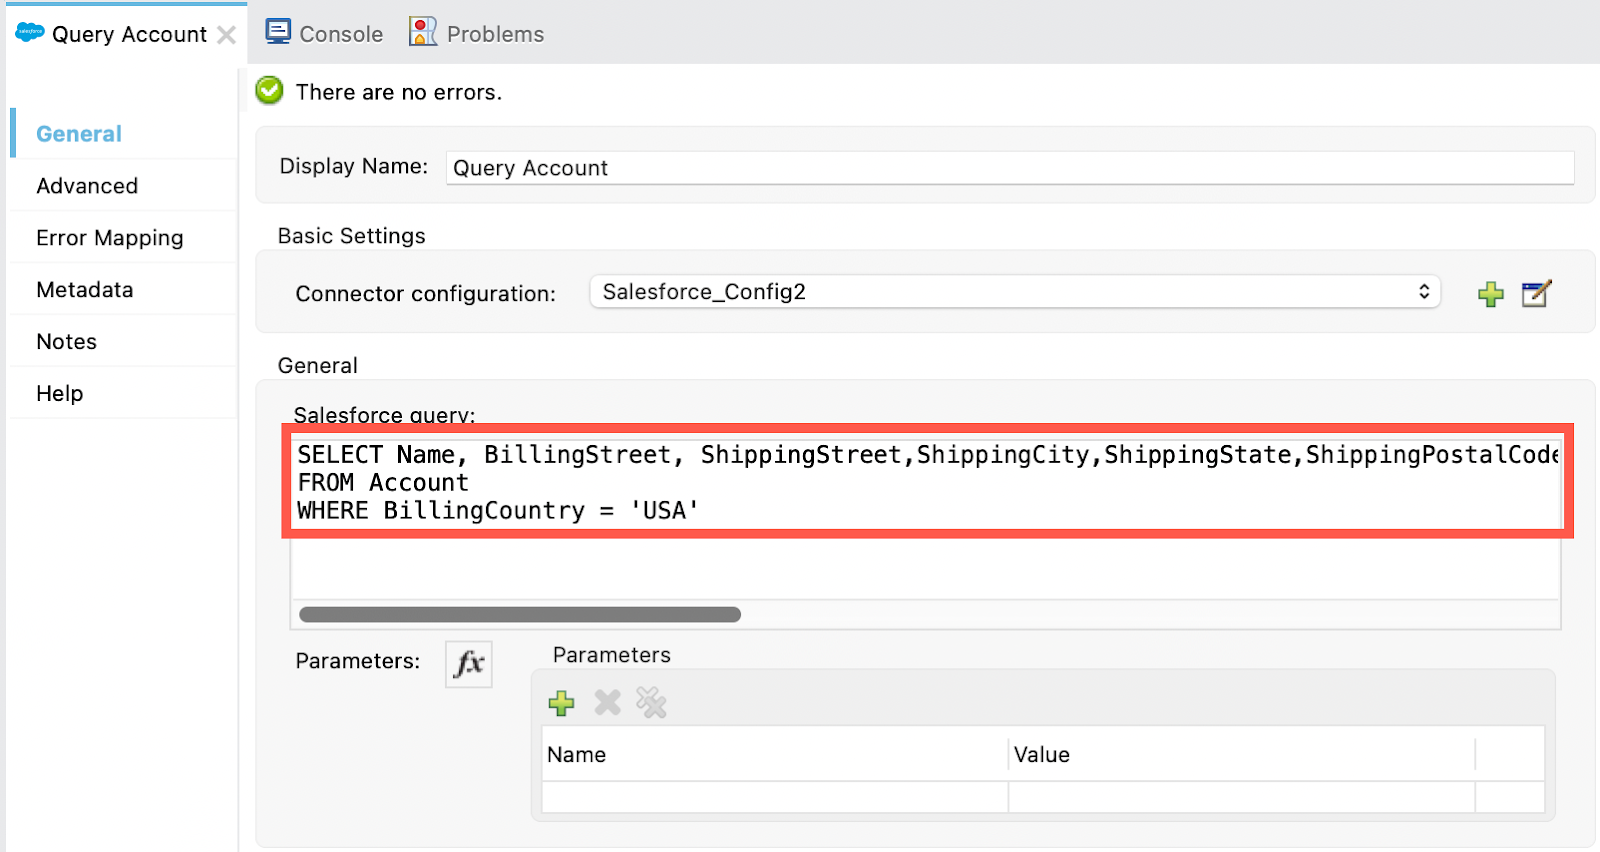 Query Account
Console
Problems
There are no errors.
General
Advanced
Error Mapping
Metadata
Notes
Help
Display Name: Query Account
Basic Settings
Connector configuration: Salesforce_Config2
General
Salesforce query:
SELECT Name, BillingStreet, ShippingStreet,ShippingCity,ShippingState,ShippingPostalCode
FROM Account
WHERE BillingCountry = 'USA'
Parameters: fx
Parameters
Name Value